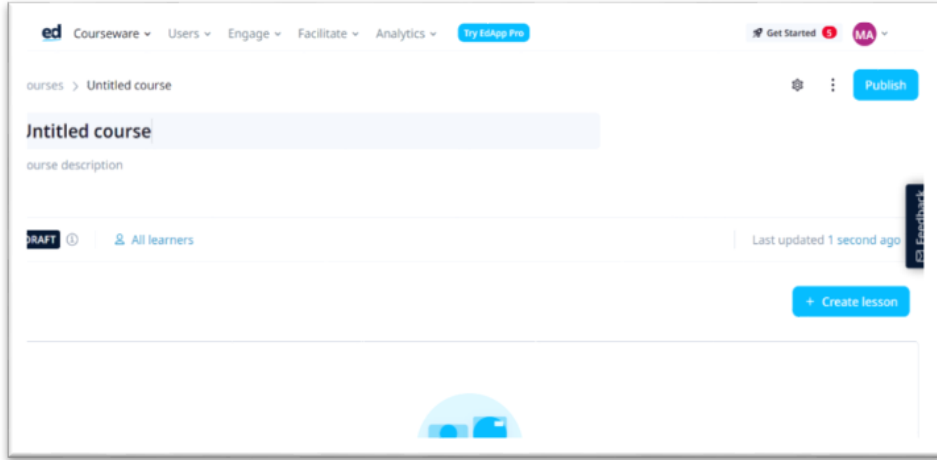 ed Courseware Users Engage Facilitate Analytics Try EdApp Pro Get Started 5 MA
ourses > Untitled course Publish
Untitled course
ourse description
DRAFT All learners Last updated 1 second ago
Feedback
+ Create lesson